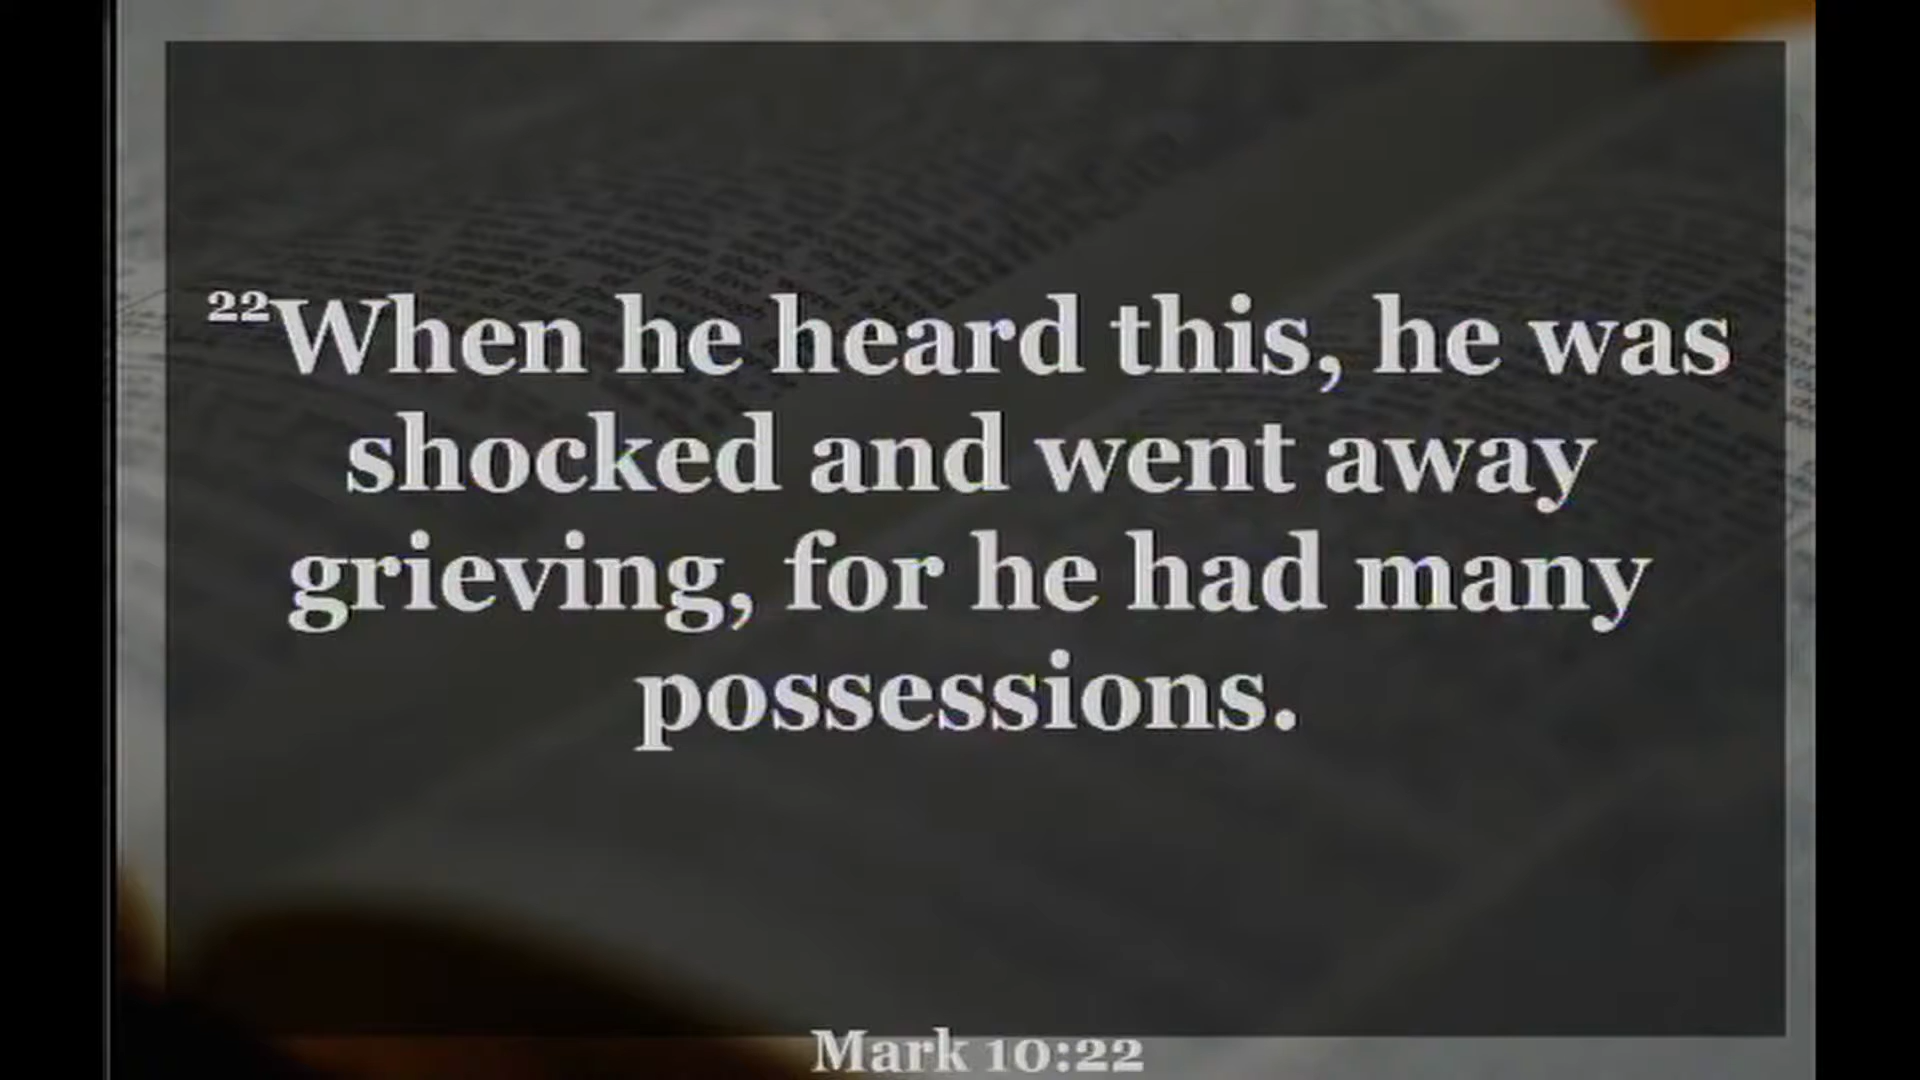 22When he heard this, he was
shocked and went away
grieving, for he had many
possessions.
Mark 10:22